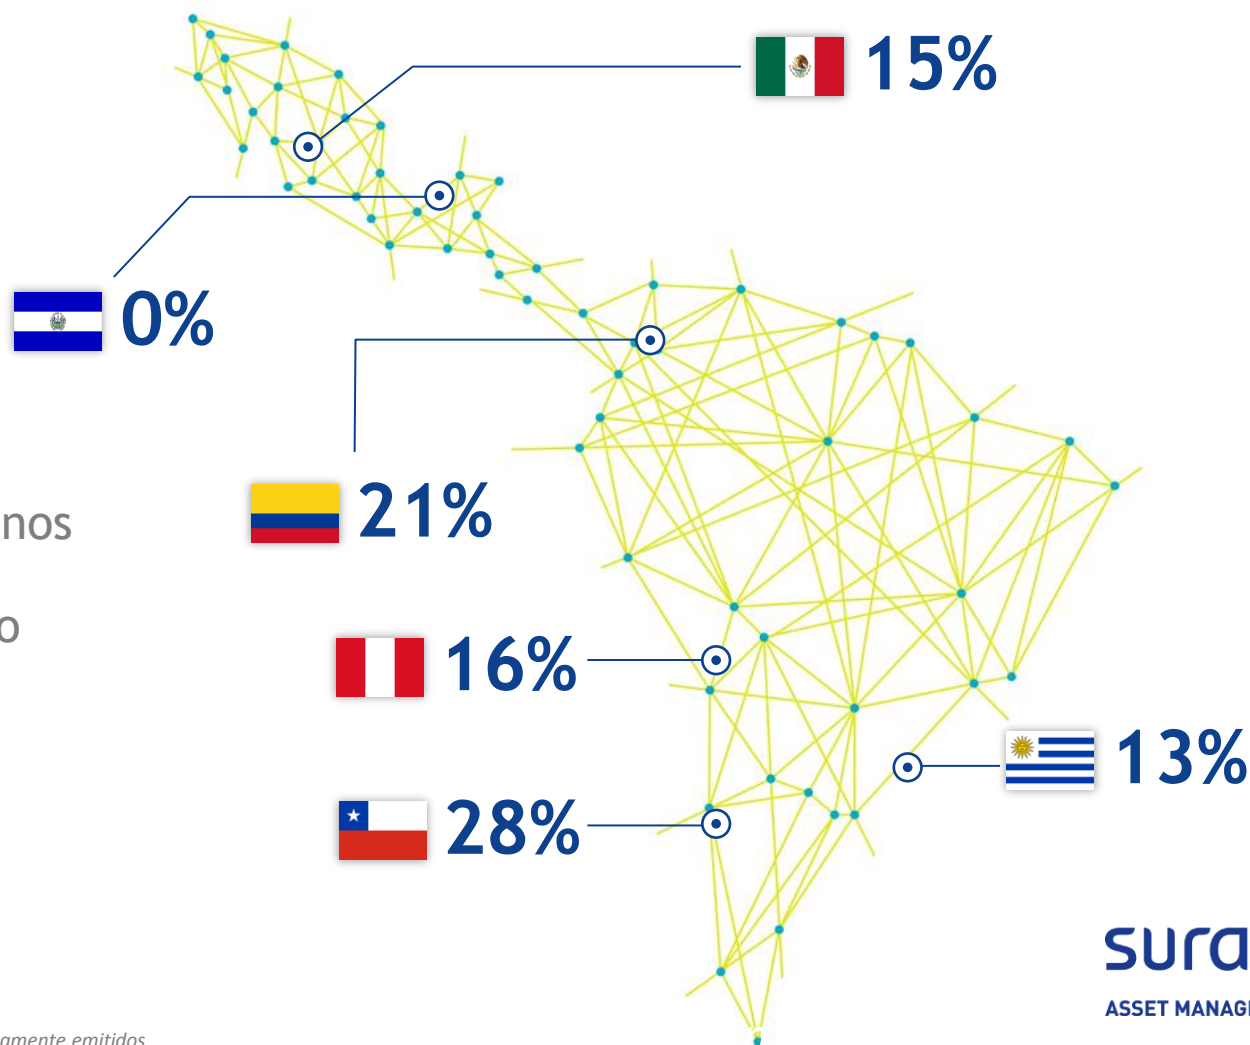 15%
0%
21%
nos
o
16%
13%
28%
sura
ASSET MANAG
amente emitidos